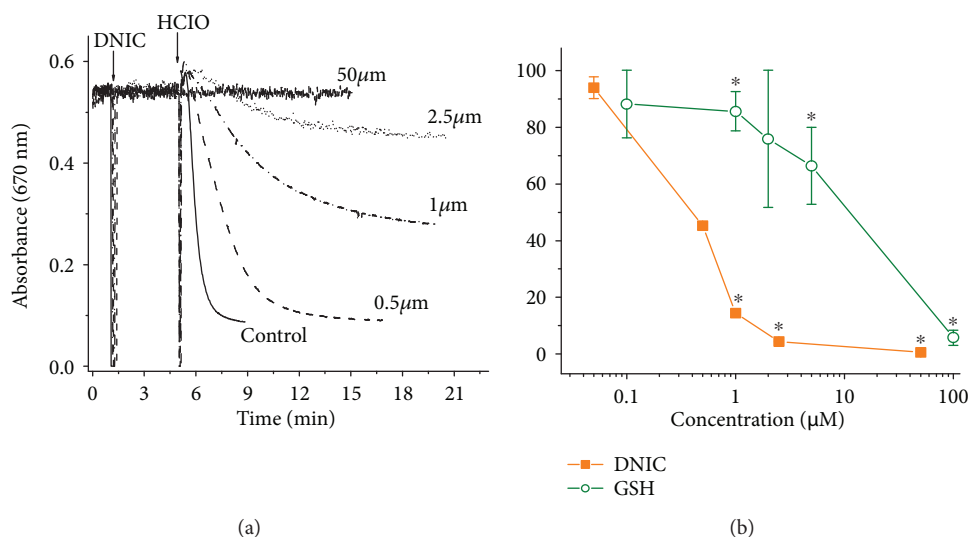 DNIC
HClO
0.6
0.4
0.2
0.0
Absorbance (670 nm)
50μm
2.5μm
1μm
0.5μm
Control
0 3 6 9 12 15 18 21
Time (min)
(a)
100
80
60
40
20
0
* * * * * *
0.1 1 10 100
Concentration (μM)
DNIC
GSH
(b)